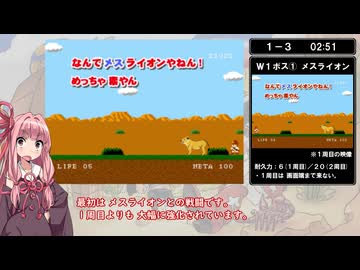 なんでメスライオンやねん!
めっちゃ素やん
LIFE 05
META 100
最初は メスライオンとの戦闘です。
1周目よりも 大幅に強化されています。
1-3 02:51
W1ボス① メスライオン
なんでメスライオンやねん!
めっちゃ素やん
※1周目の映像
耐久力:6(1周目)/20(2周目)
・1周目は 画面端まで来ない。